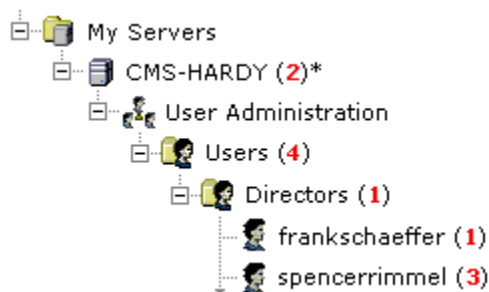 My Servers
CMS-HARDY (2)*
User Administration
Users (4)
Directors (1)
frankschaeffer (1)
spencerrimmel (3)